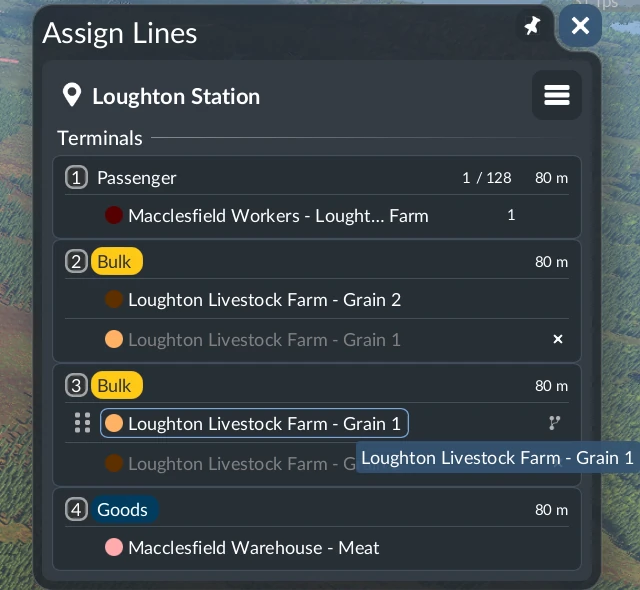 Assign Lines
Loughton Station
Terminals
1 Passenger 1 / 128 80 m
Macclesfield Workers - Lought... Farm 1
2 Bulk 80 m
Loughton Livestock Farm - Grain 2
Loughton Livestock Farm - Grain 1
3 Bulk 80 m
Loughton Livestock Farm - Grain 1
Loughton Livestock Farm - G
Loughton Livestock Farm - Grain 1
4 Goods 80 m
Macclesfield Warehouse - Meat